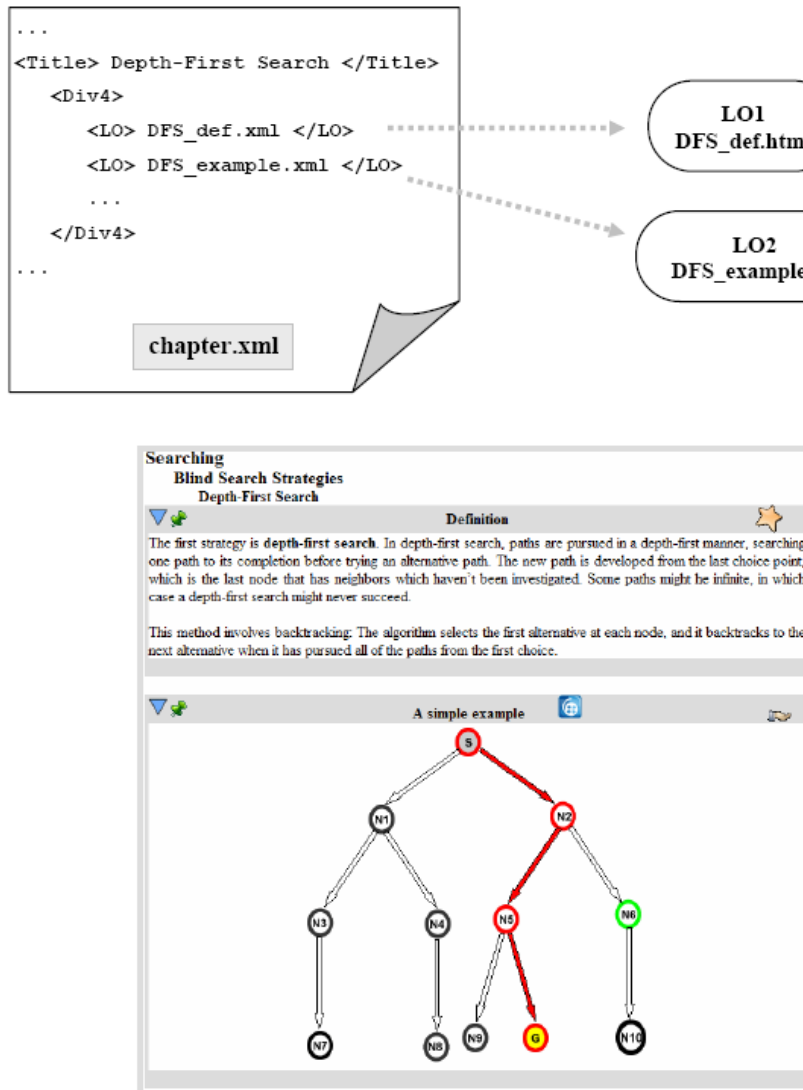 ...
<Title> Depth-First Search </Title>
<Div4>
<LO> DFS_def.xml </LO>
<LO> DFS_example.xml </LO>
...
</Div4>
...
chapter.xml
LO1
DFS_def.htm
LO2
DFS_example
Searching
Blind Search Strategies
Depth-First Search
Definition
The first strategy is depth-first search. In depth-first search, paths are pursued in a depth-first manner, searching
one path to its completion before trying an alternative path. The new path is developed from the last choice point,
which is the last node that has neighbors which haven't been investigated. Some paths might be infinite, in which
case a depth-first search might never succeed.
This method involves backtracking: The algorithm selects the first alternative at each node, and it backtracks to the
next alternative when it has pursued all of the paths from the first choice.
A simple example
S
N1
N2
N3
N4
N5
N6
N7
N8
N9
G
N10